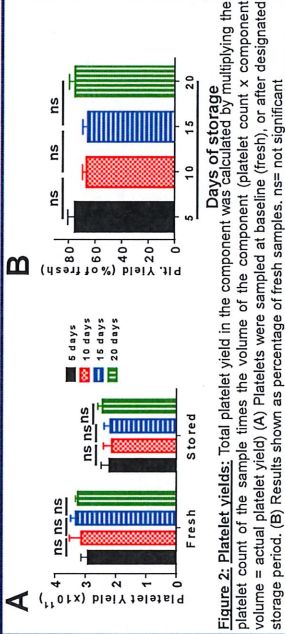 A
Platelet Yield (x10¹¹)
4
3
2
1
0
ns ns ns
ns ns ns
Fresh
Stored
5 days
10 days
15 days
20 days
B
Plt. Yield (% of fresh)
80
60
40
20
0
ns
ns
ns
5
10
15
20
Days of storage
Figure 2: Platelet yields: Total platelet yield in the component was calculated by multiplying the
platelet count of the sample times the volume of the component (platelet count x component
volume = actual platelet yield) (A) Platelets were sampled at baseline (fresh), or after designated
storage period. (B) Results shown as percentage of fresh samples. ns= not significant